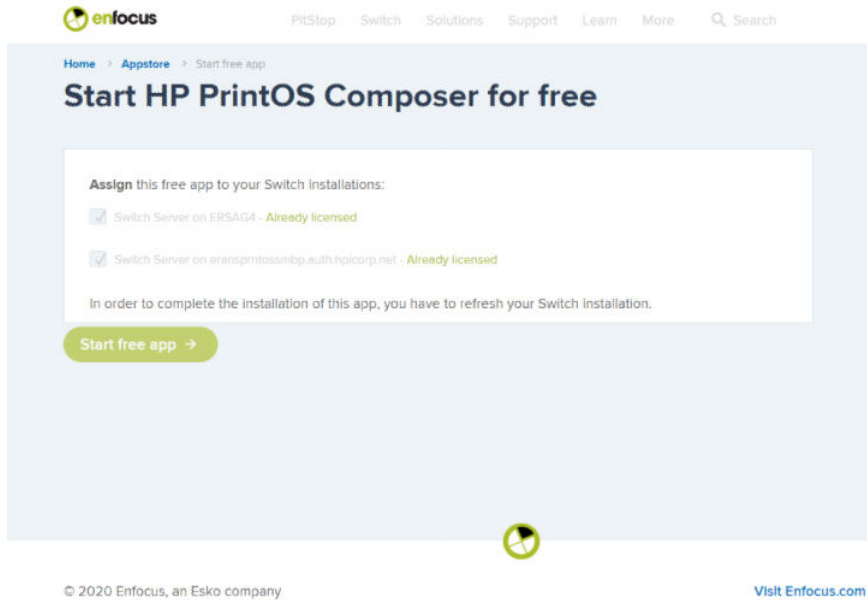 enfocus
PitStop Switch Solutions Support Learn More Search
Home > Appstore > Start free app
Start HP PrintOS Composer for free
Assign this free app to your Switch installations:
Switch Server on ERSAG4 - Already licensed
Switch Server on eransprntossmbp.auth.hpicorp.net - Already licensed
In order to complete the installation of this app, you have to refresh your Switch installation.
Start free app →
© 2020 Enfocus, an Esko company
Visit Enfocus.com